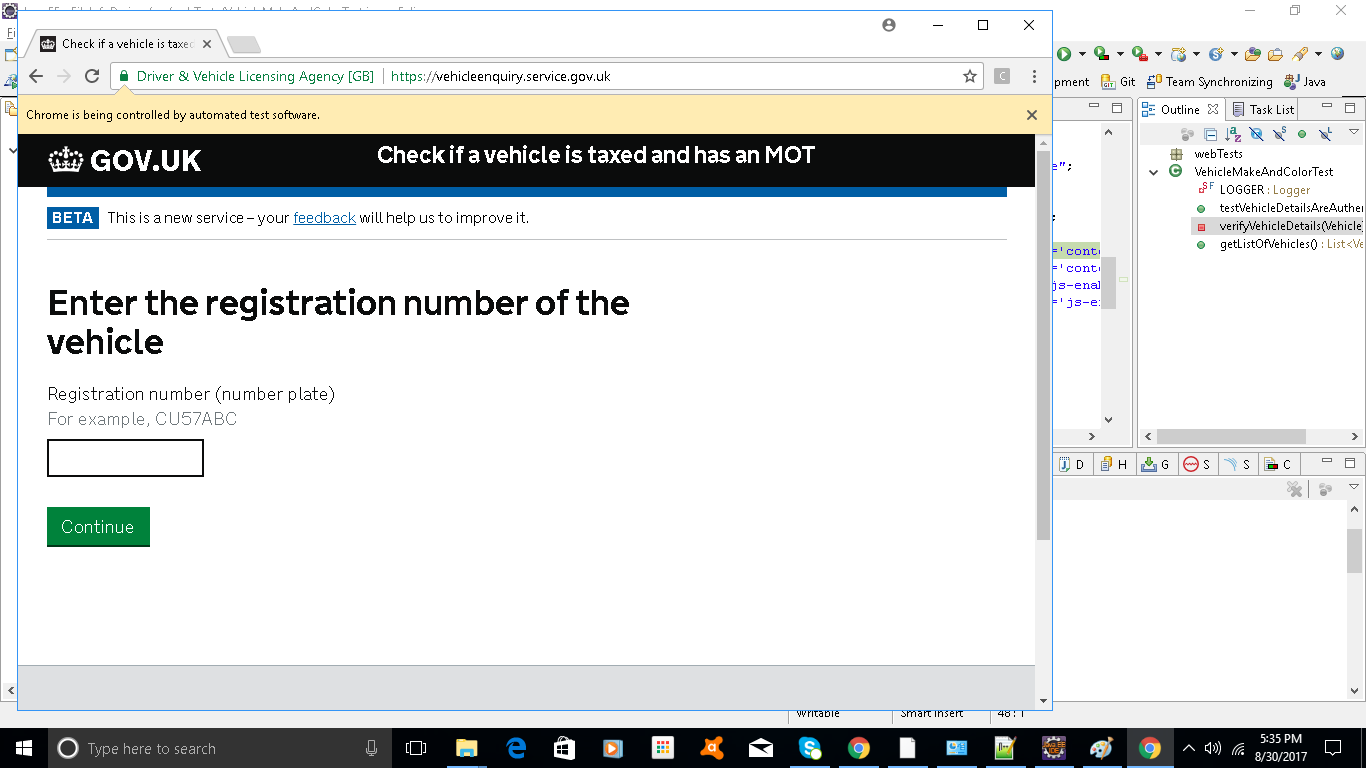 Check if a vehicle is taxed
Driver & Vehicle Licensing Agency [GB] https://vehicleenquiry.service.gov.uk
C
Chrome is being controlled by automated test software.
GOV.UK
Check if a vehicle is taxed and has an MOT
BETA This is a new service – your feedback will help us to improve it.
Enter the registration number of the
vehicle
Registration number (number plate)
For example, CU57ABC
Continue
pment Git Team Synchronizing Java
Outline Task List
webTests
VehicleMakeAndColorTest
LOGGER : Logger
testVehicleDetailsAreAuther
verifyVehicleDetails(Vehicle
getListOfVehicles() : List<Ve
=";
;
='conte
='conte
js-enab
='js-e
D H G S S C
Writable Smart Insert 48 : 1
Type here to search
5:35 PM
8/30/2017